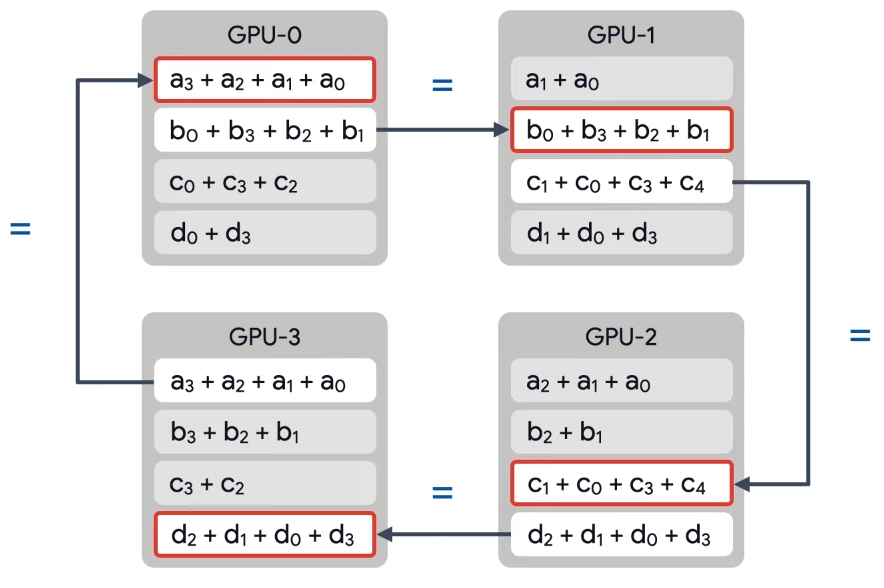 GPU-0
a₃ + a₂ + a₁ + a₀
b₀ + b₃ + b₂ + b₁
c₀ + c₃ + c₂
d₀ + d₃
=
GPU-1
a₁ + a₀
b₀ + b₃ + b₂ + b₁
c₁ + c₀ + c₃ + c₄
d₁ + d₀ + d₃
=
=
GPU-3
a₃ + a₂ + a₁ + a₀
b₃ + b₂ + b₁
c₃ + c₂
d₂ + d₁ + d₀ + d₃
=
GPU-2
a₂ + a₁ + a₀
b₂ + b₁
c₁ + c₀ + c₃ + c₄
d₂ + d₁ + d₀ + d₃